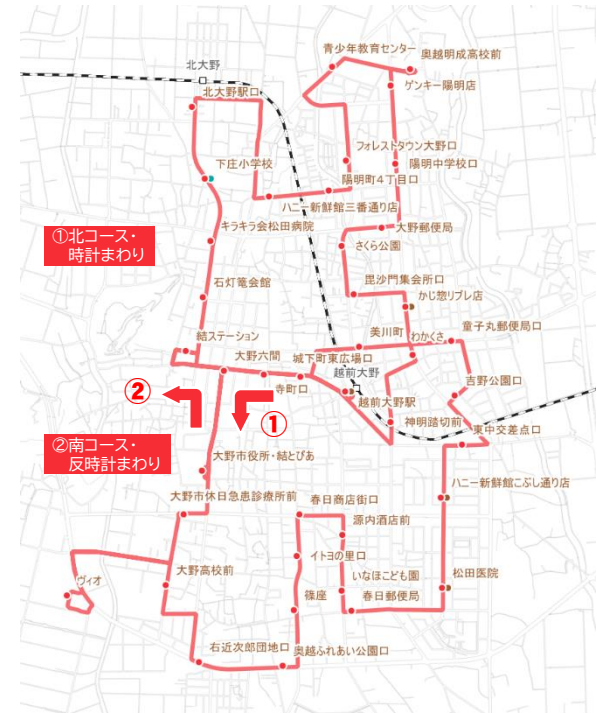 青少年教育センター
奥越明成高校前
北大野
ゲンキー陽明店
北大野駅口
フォレストタウン大野口
下庄小学校
陽明中学校口
陽明町4丁目口
ハニー新鮮館三番通り店
キラキラ会松田病院
大野郵便局
①北コース・
時計まわり
さくら公園
石灯篭会館
毘沙門集会所口
かじ惣リブレ店
美川町
わかくさ
童子丸郵便局口
結ステーション
大野六間
城下町東広場口
越前大野
吉野公園口
②
寺町口
越前大野駅
①
神明踏切前
東中交差点口
②南コース・
反時計まわり
大野市役所・結とぴあ
ハニー新鮮館こぶし通り店
大野市休日急患診療所前
春日商店街口
源内酒店前
イトヨの里口
大野高校前
いなほこども園
松田医院
ヴィオ
篠座
春日郵便局
右近次郎団地口
奥越ふれあい公園口